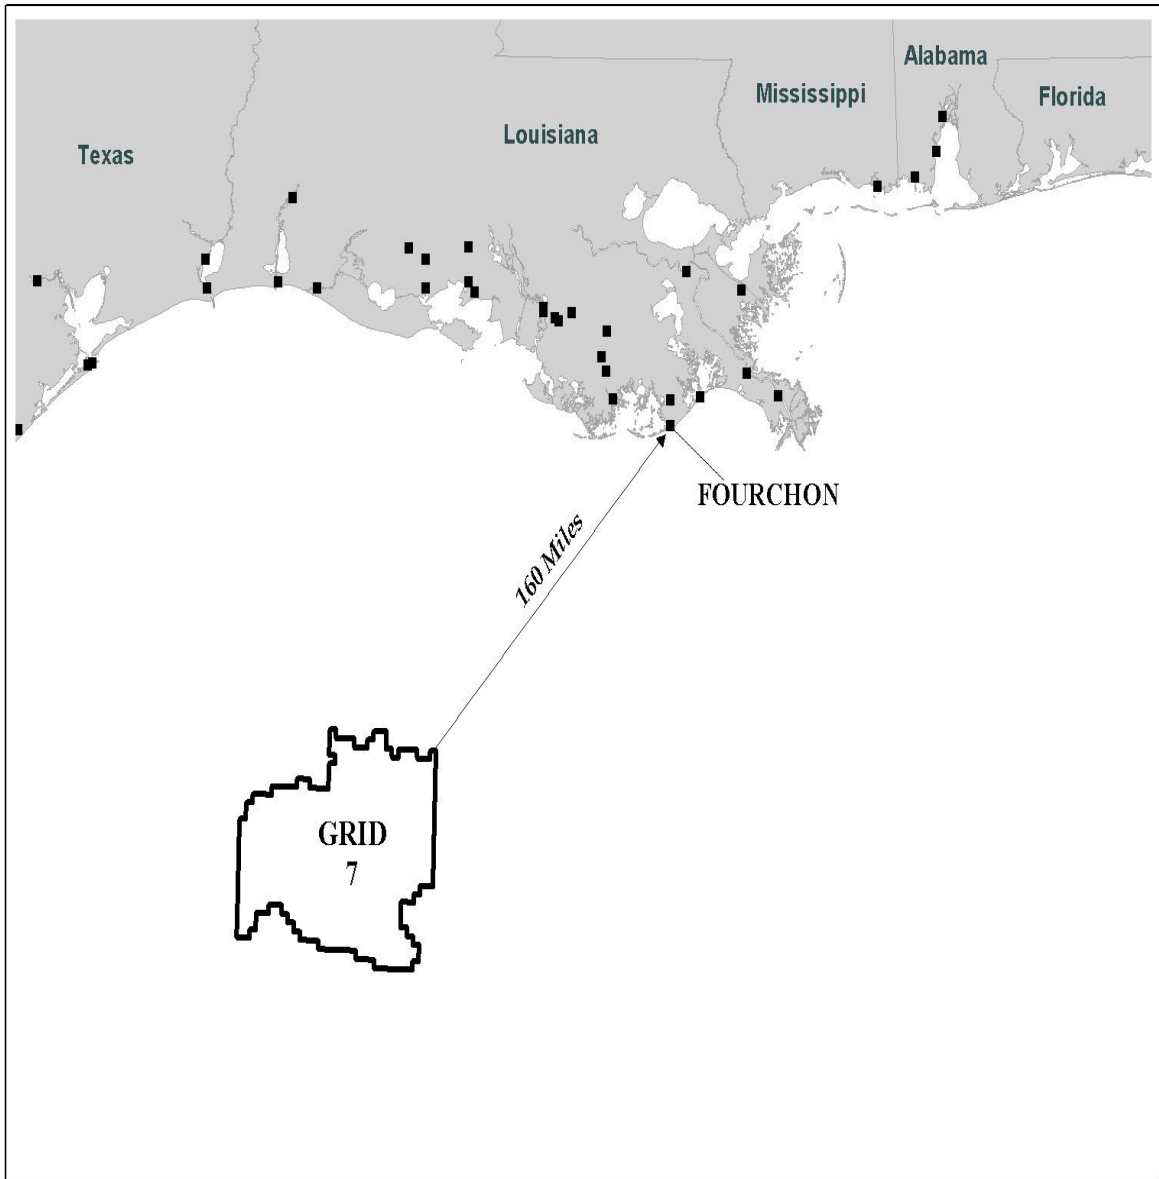 Alabama
Mississippi
Florida
Louisiana
Texas
FOURCHON
160 Miles
GRID
7